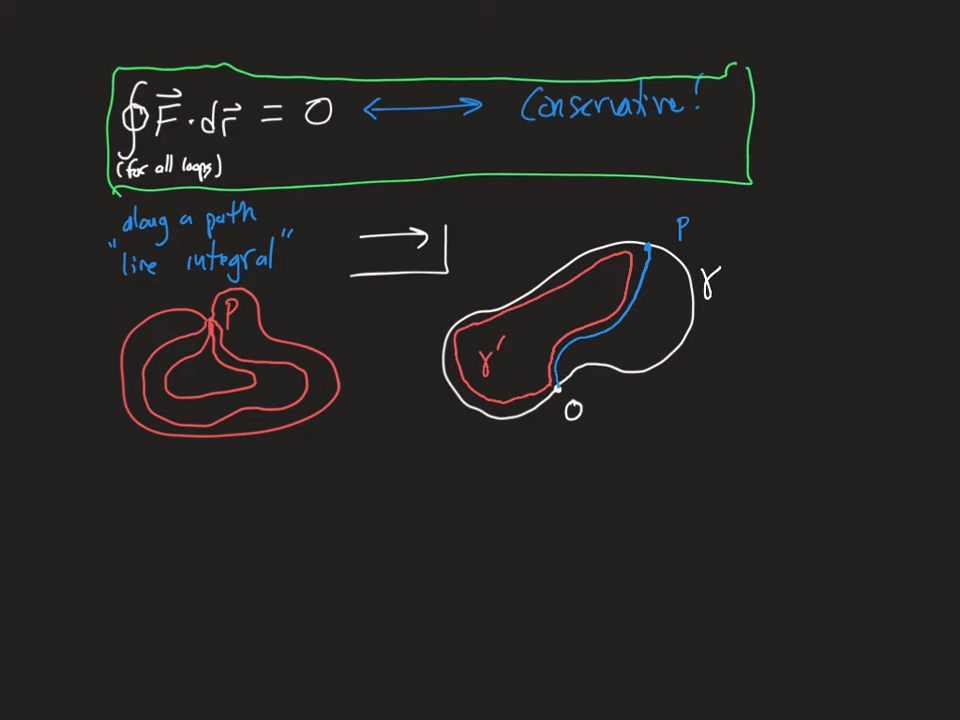 ∮ F⃗ · dr⃗ = 0 ⟷ Conservative!
(for all loops)
along a path
"line integral"
P
P
γ
γ'
O